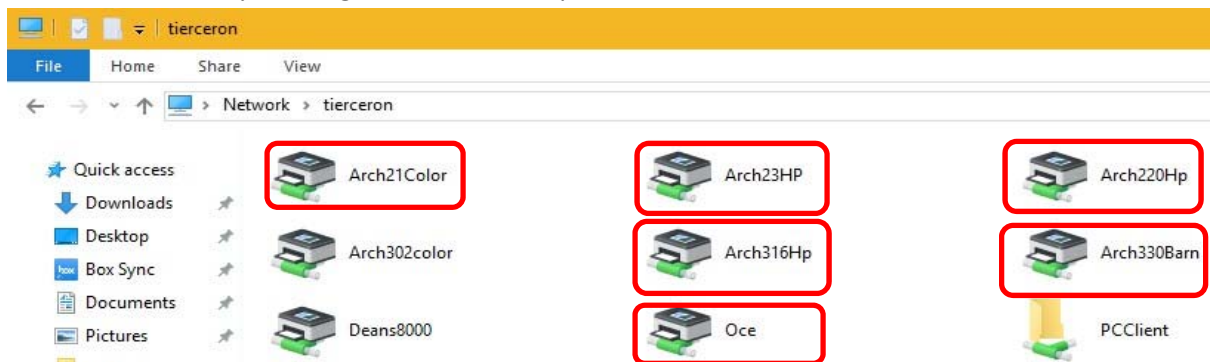 tierceron
File Home Share View
Network > tierceron
Quick access
Arch21Color Arch23HP Arch220Hp
Downloads
Desktop
Arch302color Arch316Hp Arch330Barn
Box Sync
Documents
Deans8000 Oce PCClient
Pictures